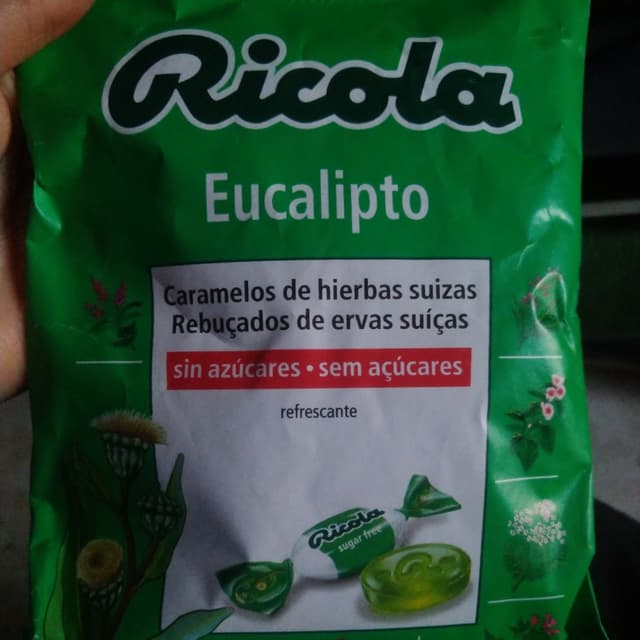 Ricola
Eucalipto
Caramelos de hierbas suizas
Rebuçados de ervas suíças
sin azúcares • sem açúcares
refrescante
Ricola
sugar free